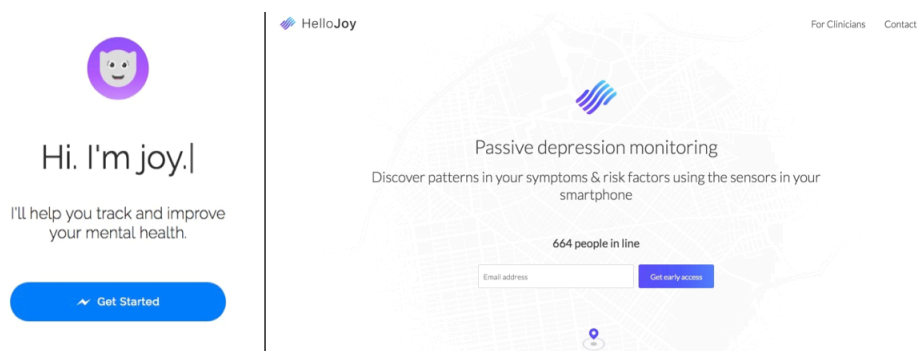 Hi. I'm joy.|
I'll help you track and improve
your mental health.
Get Started
HelloJoy
For Clinicians
Contact
Passive depression monitoring
Discover patterns in your symptoms & risk factors using the sensors in your
smartphone
664 people in line
Email address
Get early access